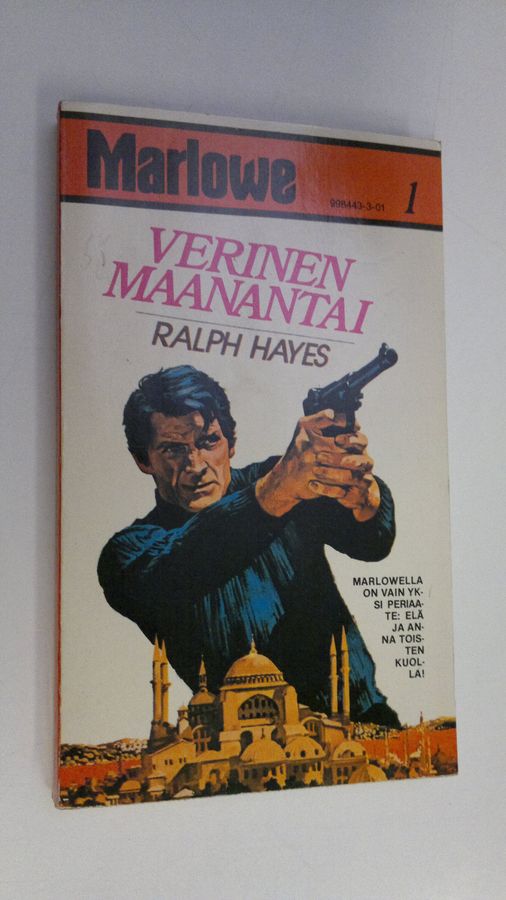 Marlowe
998443-3-01 1
VERINEN
MAANANTAI
RALPH HAYES
MARLOWELLA
ON VAIN YK-
SI PERIAA-
TE: ELÄ
JA AN-
NA TOIS-
TEN
KUOL-
LA!